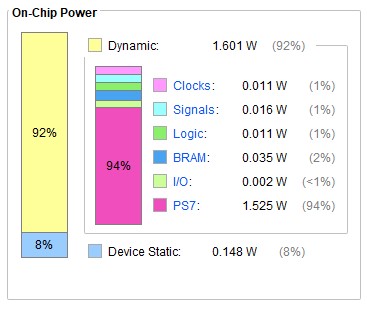 On-Chip Power
Dynamic: 1.601 W (92%)
92%
94%
Clocks: 0.011 W (1%)
Signals: 0.016 W (1%)
Logic: 0.011 W (1%)
BRAM: 0.035 W (2%)
I/O: 0.002 W (<1%)
PS7: 1.525 W (94%)
8%
Device Static: 0.148 W (8%)